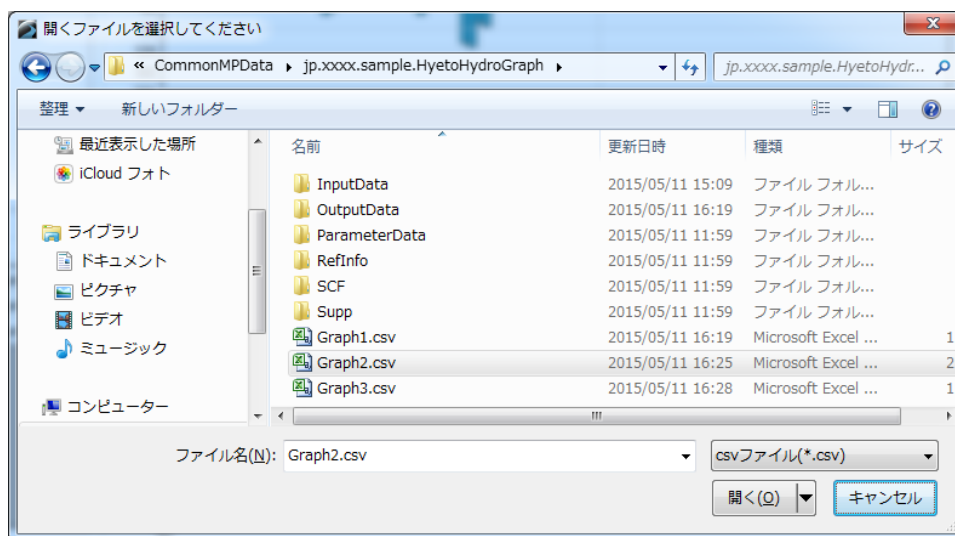 開くファイルを選択してください
« CommonMPData ▸ jp.xxxx.sample.HyetoHydroGraph ▸
jp.xxxx.sample.HyetoHydr...
整理 ▼ 新しいフォルダー
最近表示した場所
iCloud フォト
ライブラリ
ドキュメント
ピクチャ
ビデオ
ミュージック
コンピューター
名前 更新日時 種類 サイズ
InputData 2015/05/11 15:09 ファイル フォル...
OutputData 2015/05/11 16:19 ファイル フォル...
ParameterData 2015/05/11 11:59 ファイル フォル...
RefInfo 2015/05/11 11:59 ファイル フォル...
SCF 2015/05/11 11:59 ファイル フォル...
Supp 2015/05/11 11:59 ファイル フォル...
Graph1.csv 2015/05/11 16:19 Microsoft Excel ... 1
Graph2.csv 2015/05/11 16:25 Microsoft Excel ... 2
Graph3.csv 2015/05/11 16:28 Microsoft Excel ... 1
ファイル名(N): Graph2.csv csvファイル(*.csv)
開く(O) キャンセル